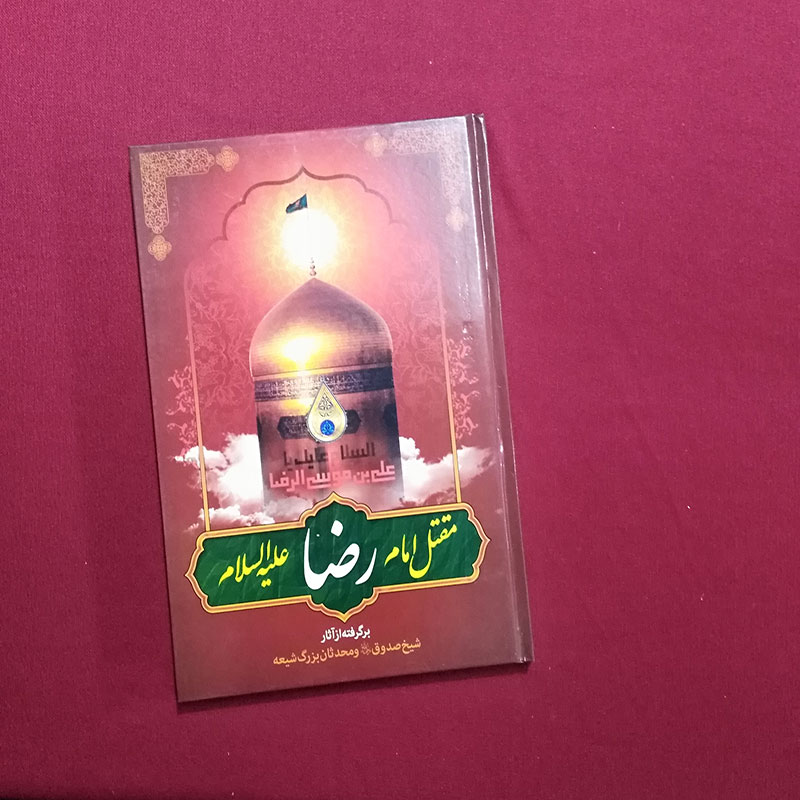 السلام علیک یا
علي بن موسی الرضا
مقتل امام رضا علیه السلام
برگرفته از آثار
شیخ صدوق و محدثان بزرگ شیعه